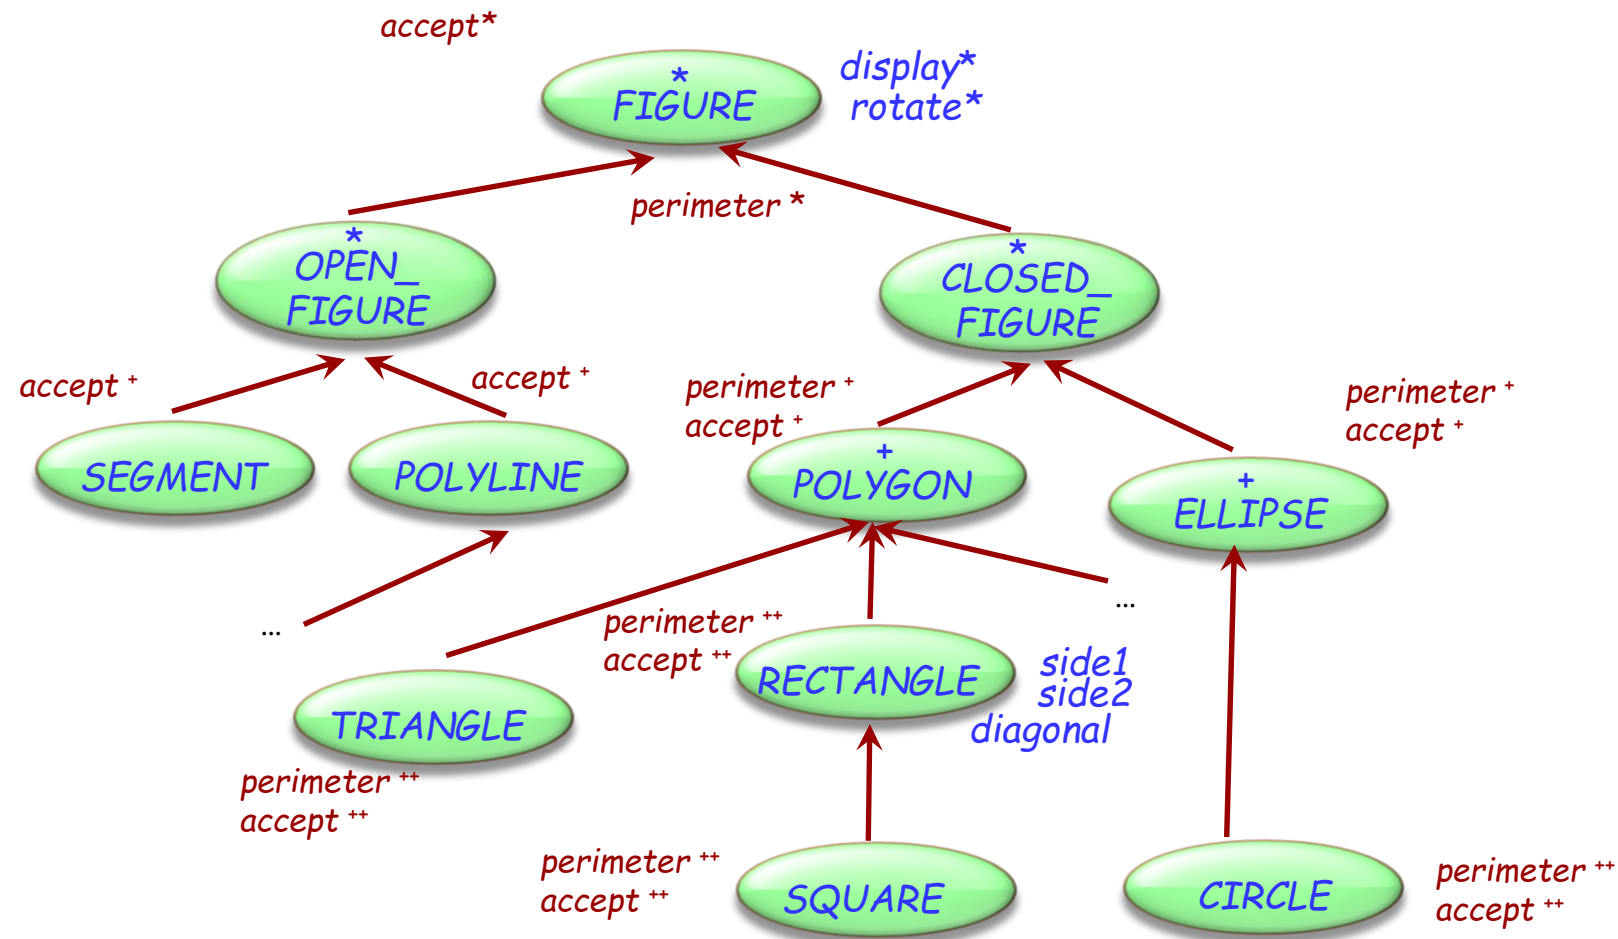 accept*
*
FIGURE
display*
rotate*
perimeter *
*
OPEN_
FIGURE
*
CLOSED_
FIGURE
accept +
accept +
perimeter +
accept +
perimeter +
accept +
SEGMENT
POLYLINE
+
POLYGON
+
ELLIPSE
...
...
perimeter ++
accept ++
RECTANGLE
side1
side2
diagonal
TRIANGLE
perimeter ++
accept ++
perimeter ++
accept ++
SQUARE
CIRCLE
perimeter ++
accept ++